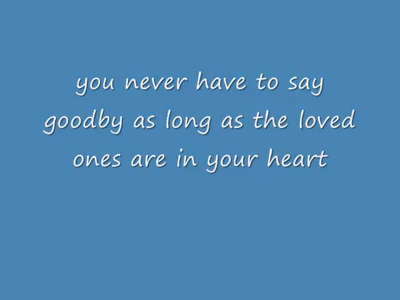 you never have to say
goodby as long as the loved
ones are in your heart